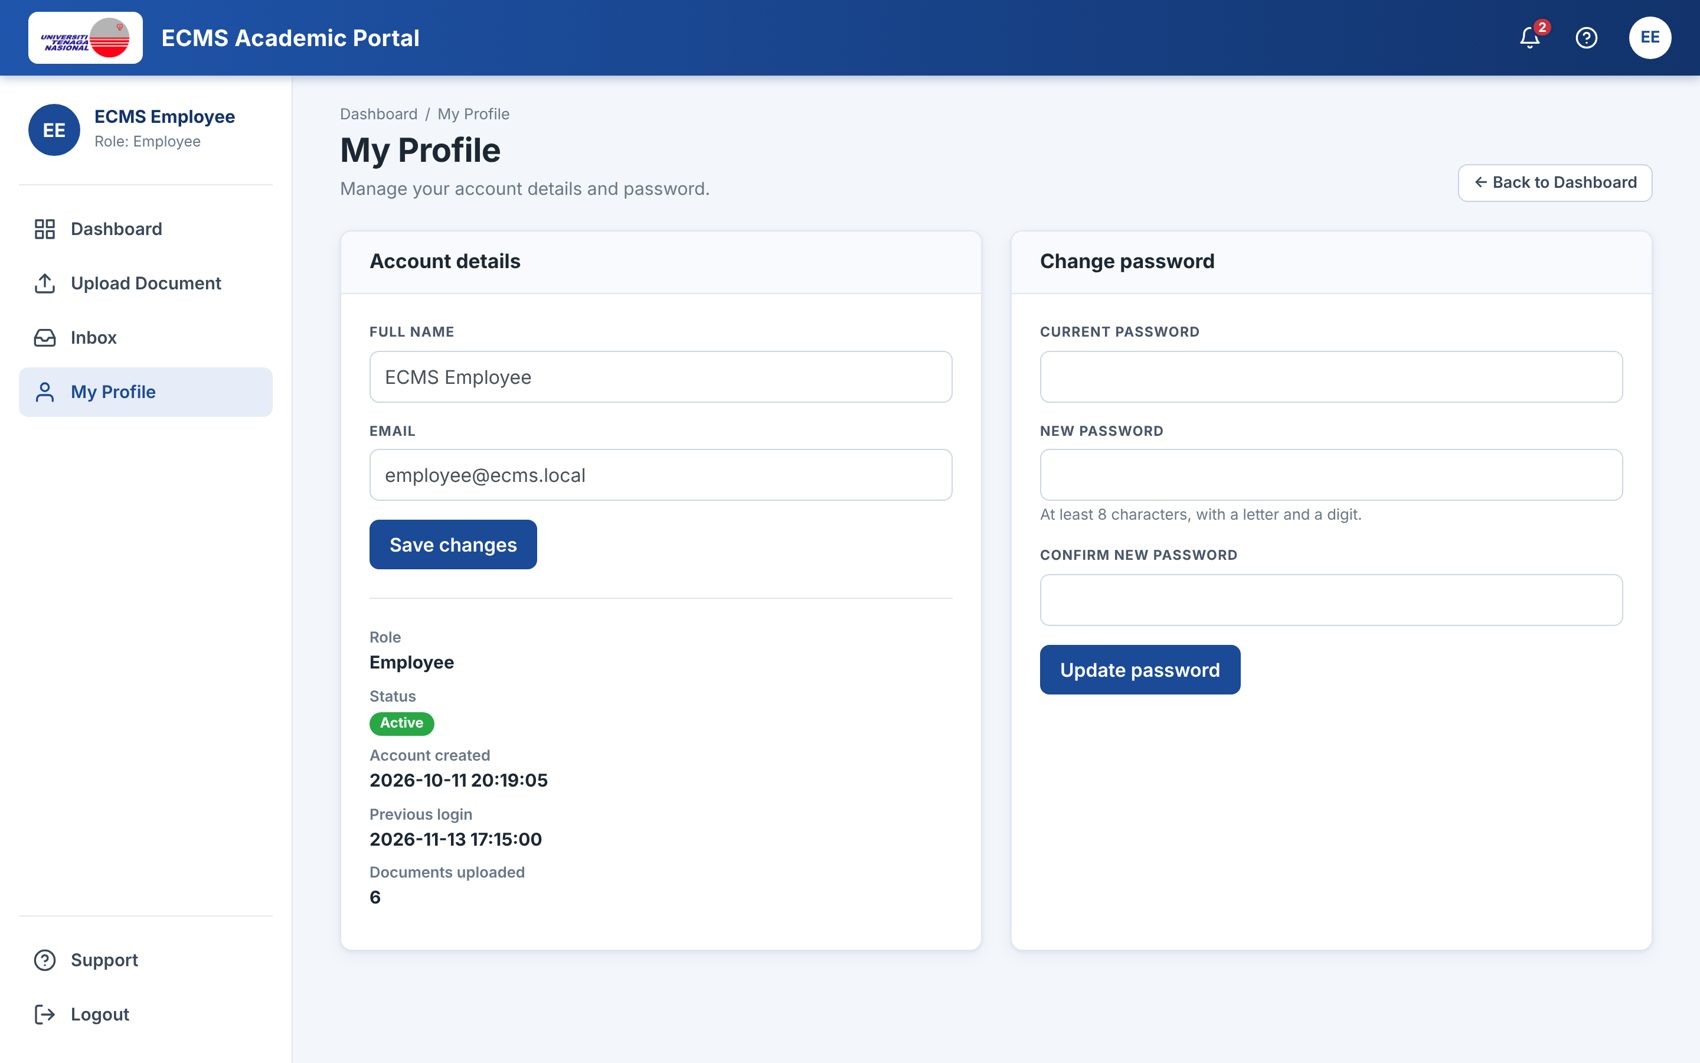 UNIVERSITI
TENAGA
NASIONAL
ECMS Academic Portal
2
EE
EE
ECMS Employee
Role: Employee
Dashboard
Upload Document
Inbox
My Profile
Support
Logout
Dashboard / My Profile
My Profile
Manage your account details and password.
← Back to Dashboard
Account details
FULL NAME
ECMS Employee
EMAIL
employee@ecms.local
Save changes
Role
Employee
Status
Active
Account created
2026-10-11 20:19:05
Previous login
2026-11-13 17:15:00
Documents uploaded
6
Change password
CURRENT PASSWORD
NEW PASSWORD
At least 8 characters, with a letter and a digit.
CONFIRM NEW PASSWORD
Update password